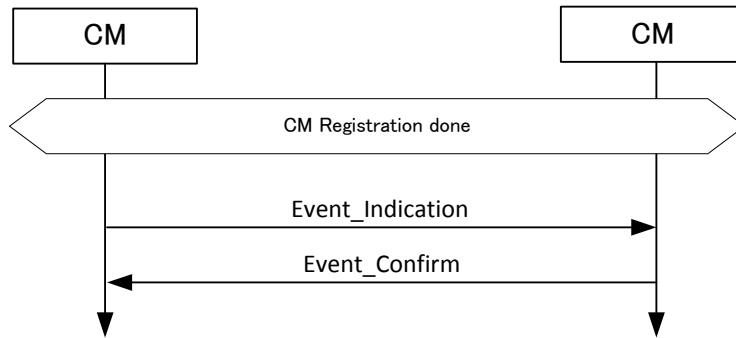 CM
CM
CM Registration done
Event_Indication
Event_Confirm